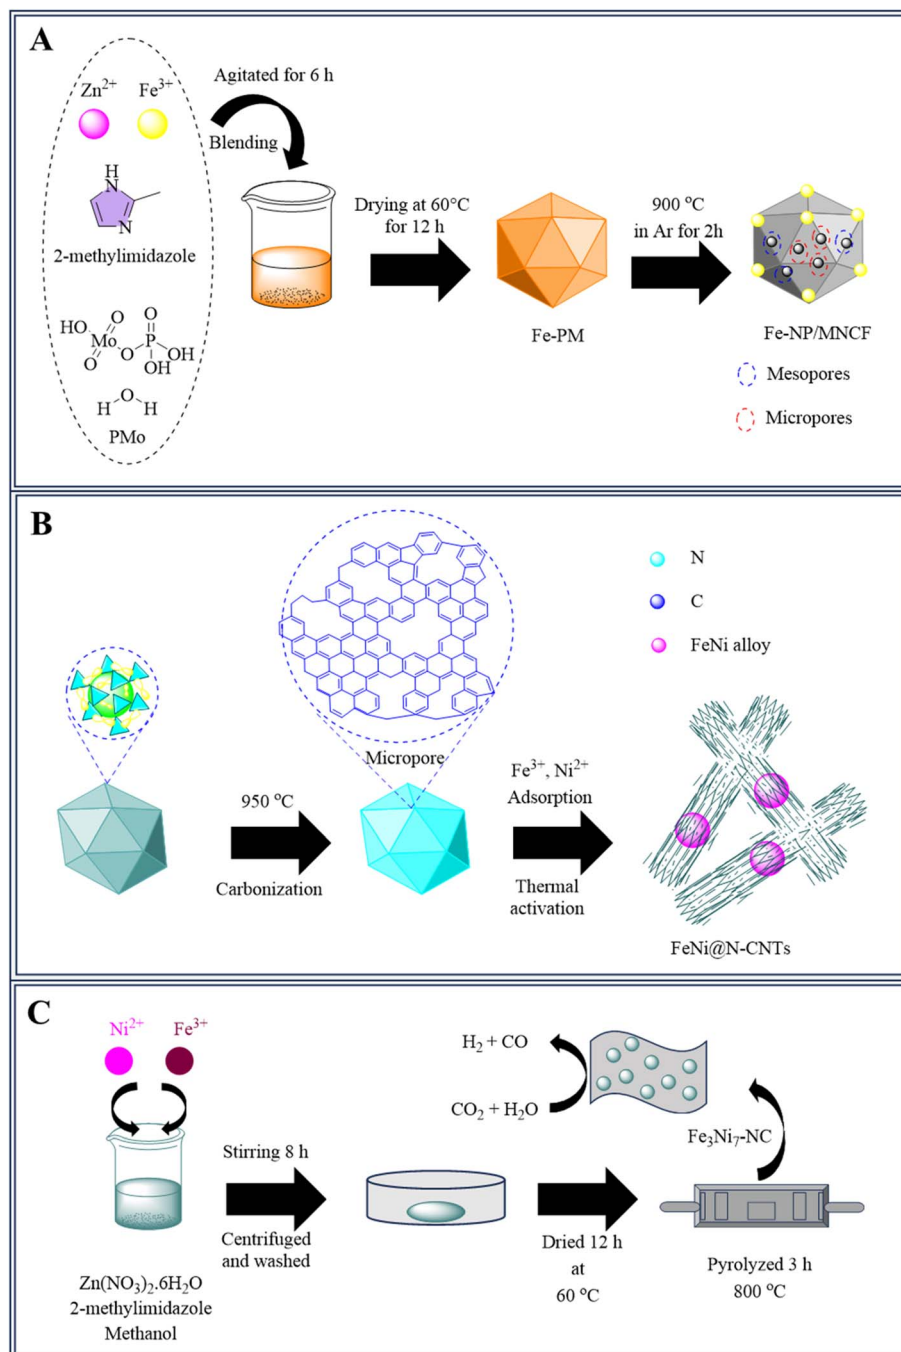 A
Zn²⁺ Fe³⁺
Agitated for 6 h
Blending
H
N
N
2-methylimidazole
Drying at 60°C
for 12 h
900 °C
in Ar for 2h
O O
HO Mo P
O O OH
OH
H O H
PMo
Fe-PM
Fe-NP/MNCF
Mesopores
Micropores
B
N
C
FeNi alloy
Micropore
950 °C
Carbonization
Fe³⁺, Ni²⁺
Adsorption
Thermal
activation
FeNi@N-CNTs
C
Ni²⁺ Fe³⁺
Stirring 8 h
Centrifuged
and washed
Zn(NO₃)₂.6H₂O
2-methylimidazole
Methanol
H₂ + CO
CO₂ + H₂O
Fe₃Ni₇-NC
Dried 12 h
at
60 °C
Pyrolyzed 3 h
800 °C